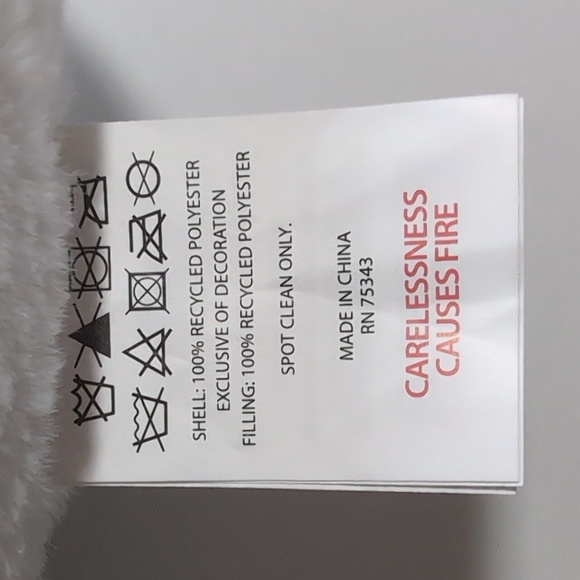 SHELL: 100% RECYCLED POLYESTER
EXCLUSIVE OF DECORATION
FILLING: 100% RECYCLED POLYESTER
SPOT CLEAN ONLY.
MADE IN CHINA
RN 75343
CARELESSNESS
CAUSES FIRE